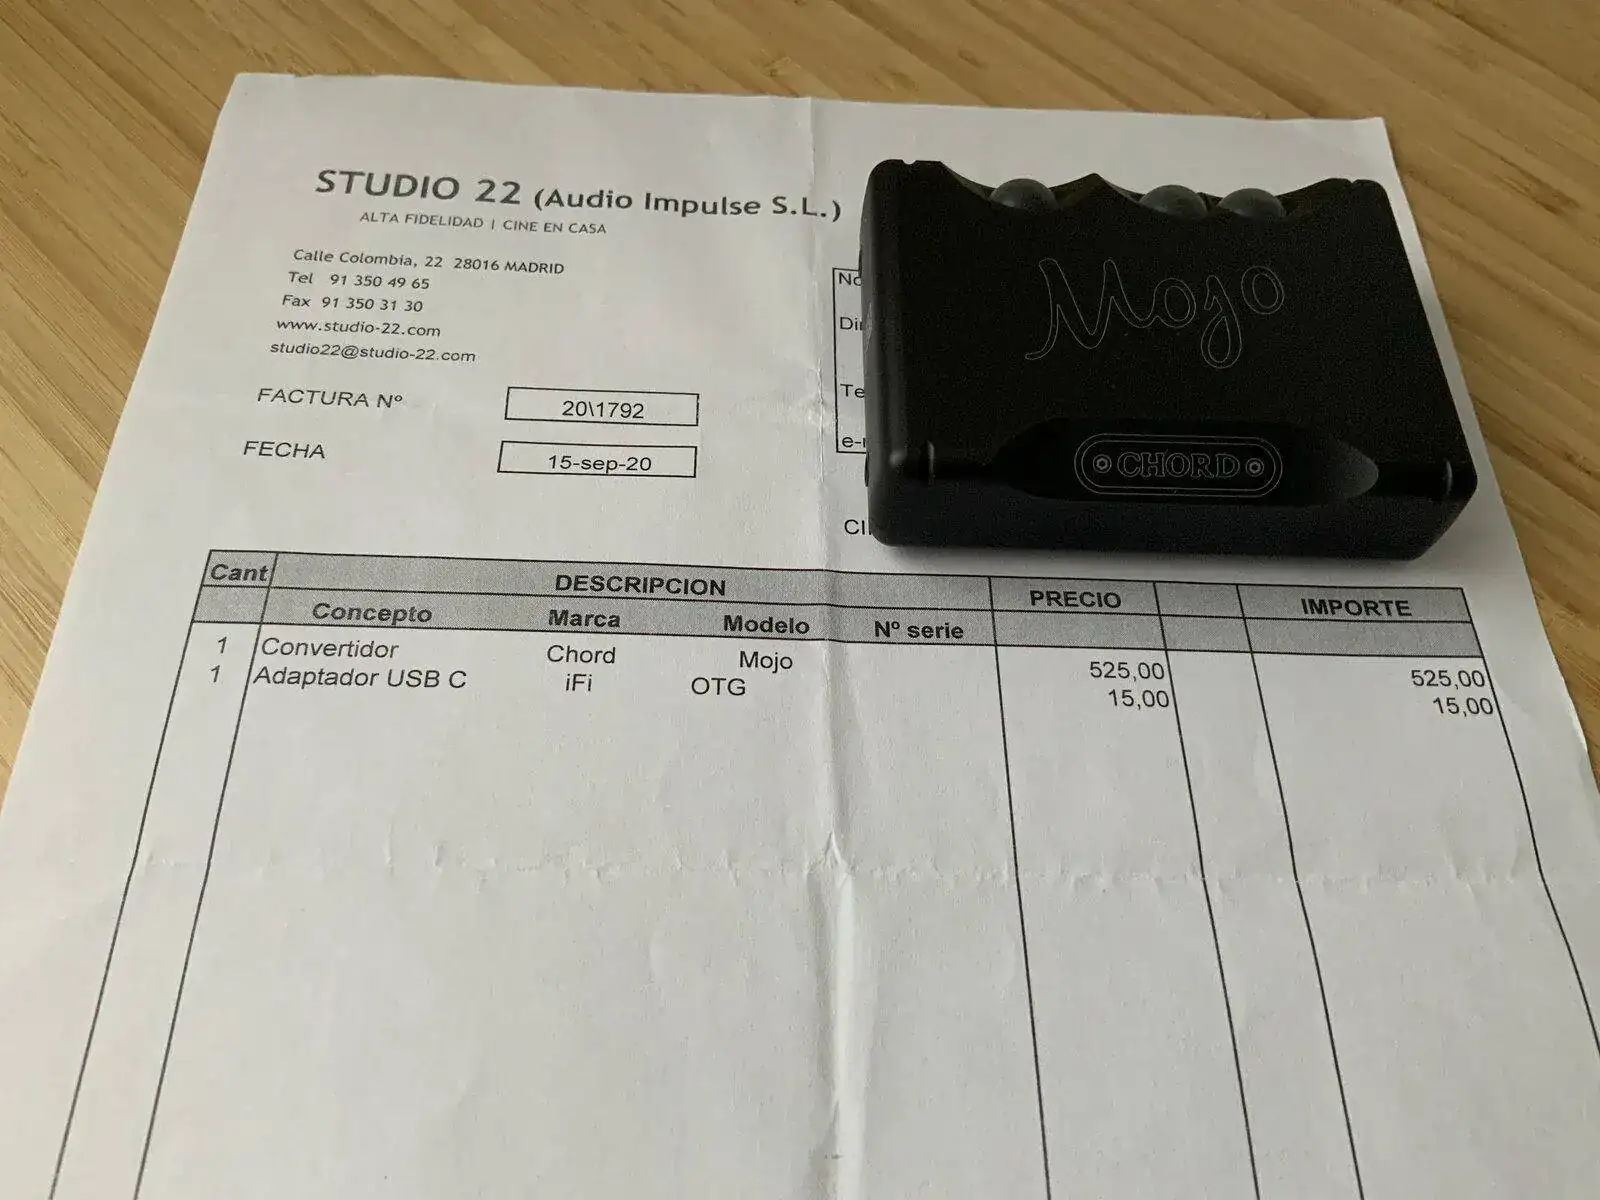 STUDIO 22 (Audio Impulse S.L.)
ALTA FIDELIDAD | CINE EN CASA
Calle Colombia, 22 28016 MADRID
Tel 91 350 49 65
Fax 91 350 31 30
www.studio-22.com
studio22@studio-22.com
FACTURA Nº 20\1792
FECHA 15-sep-20
Mojo
CHORD
Cant DESCRIPCION PRECIO IMPORTE
Concepto Marca Modelo Nº serie
1 Convertidor Chord Mojo 525,00 525,00
1 Adaptador USB C iFi OTG 15,00 15,00